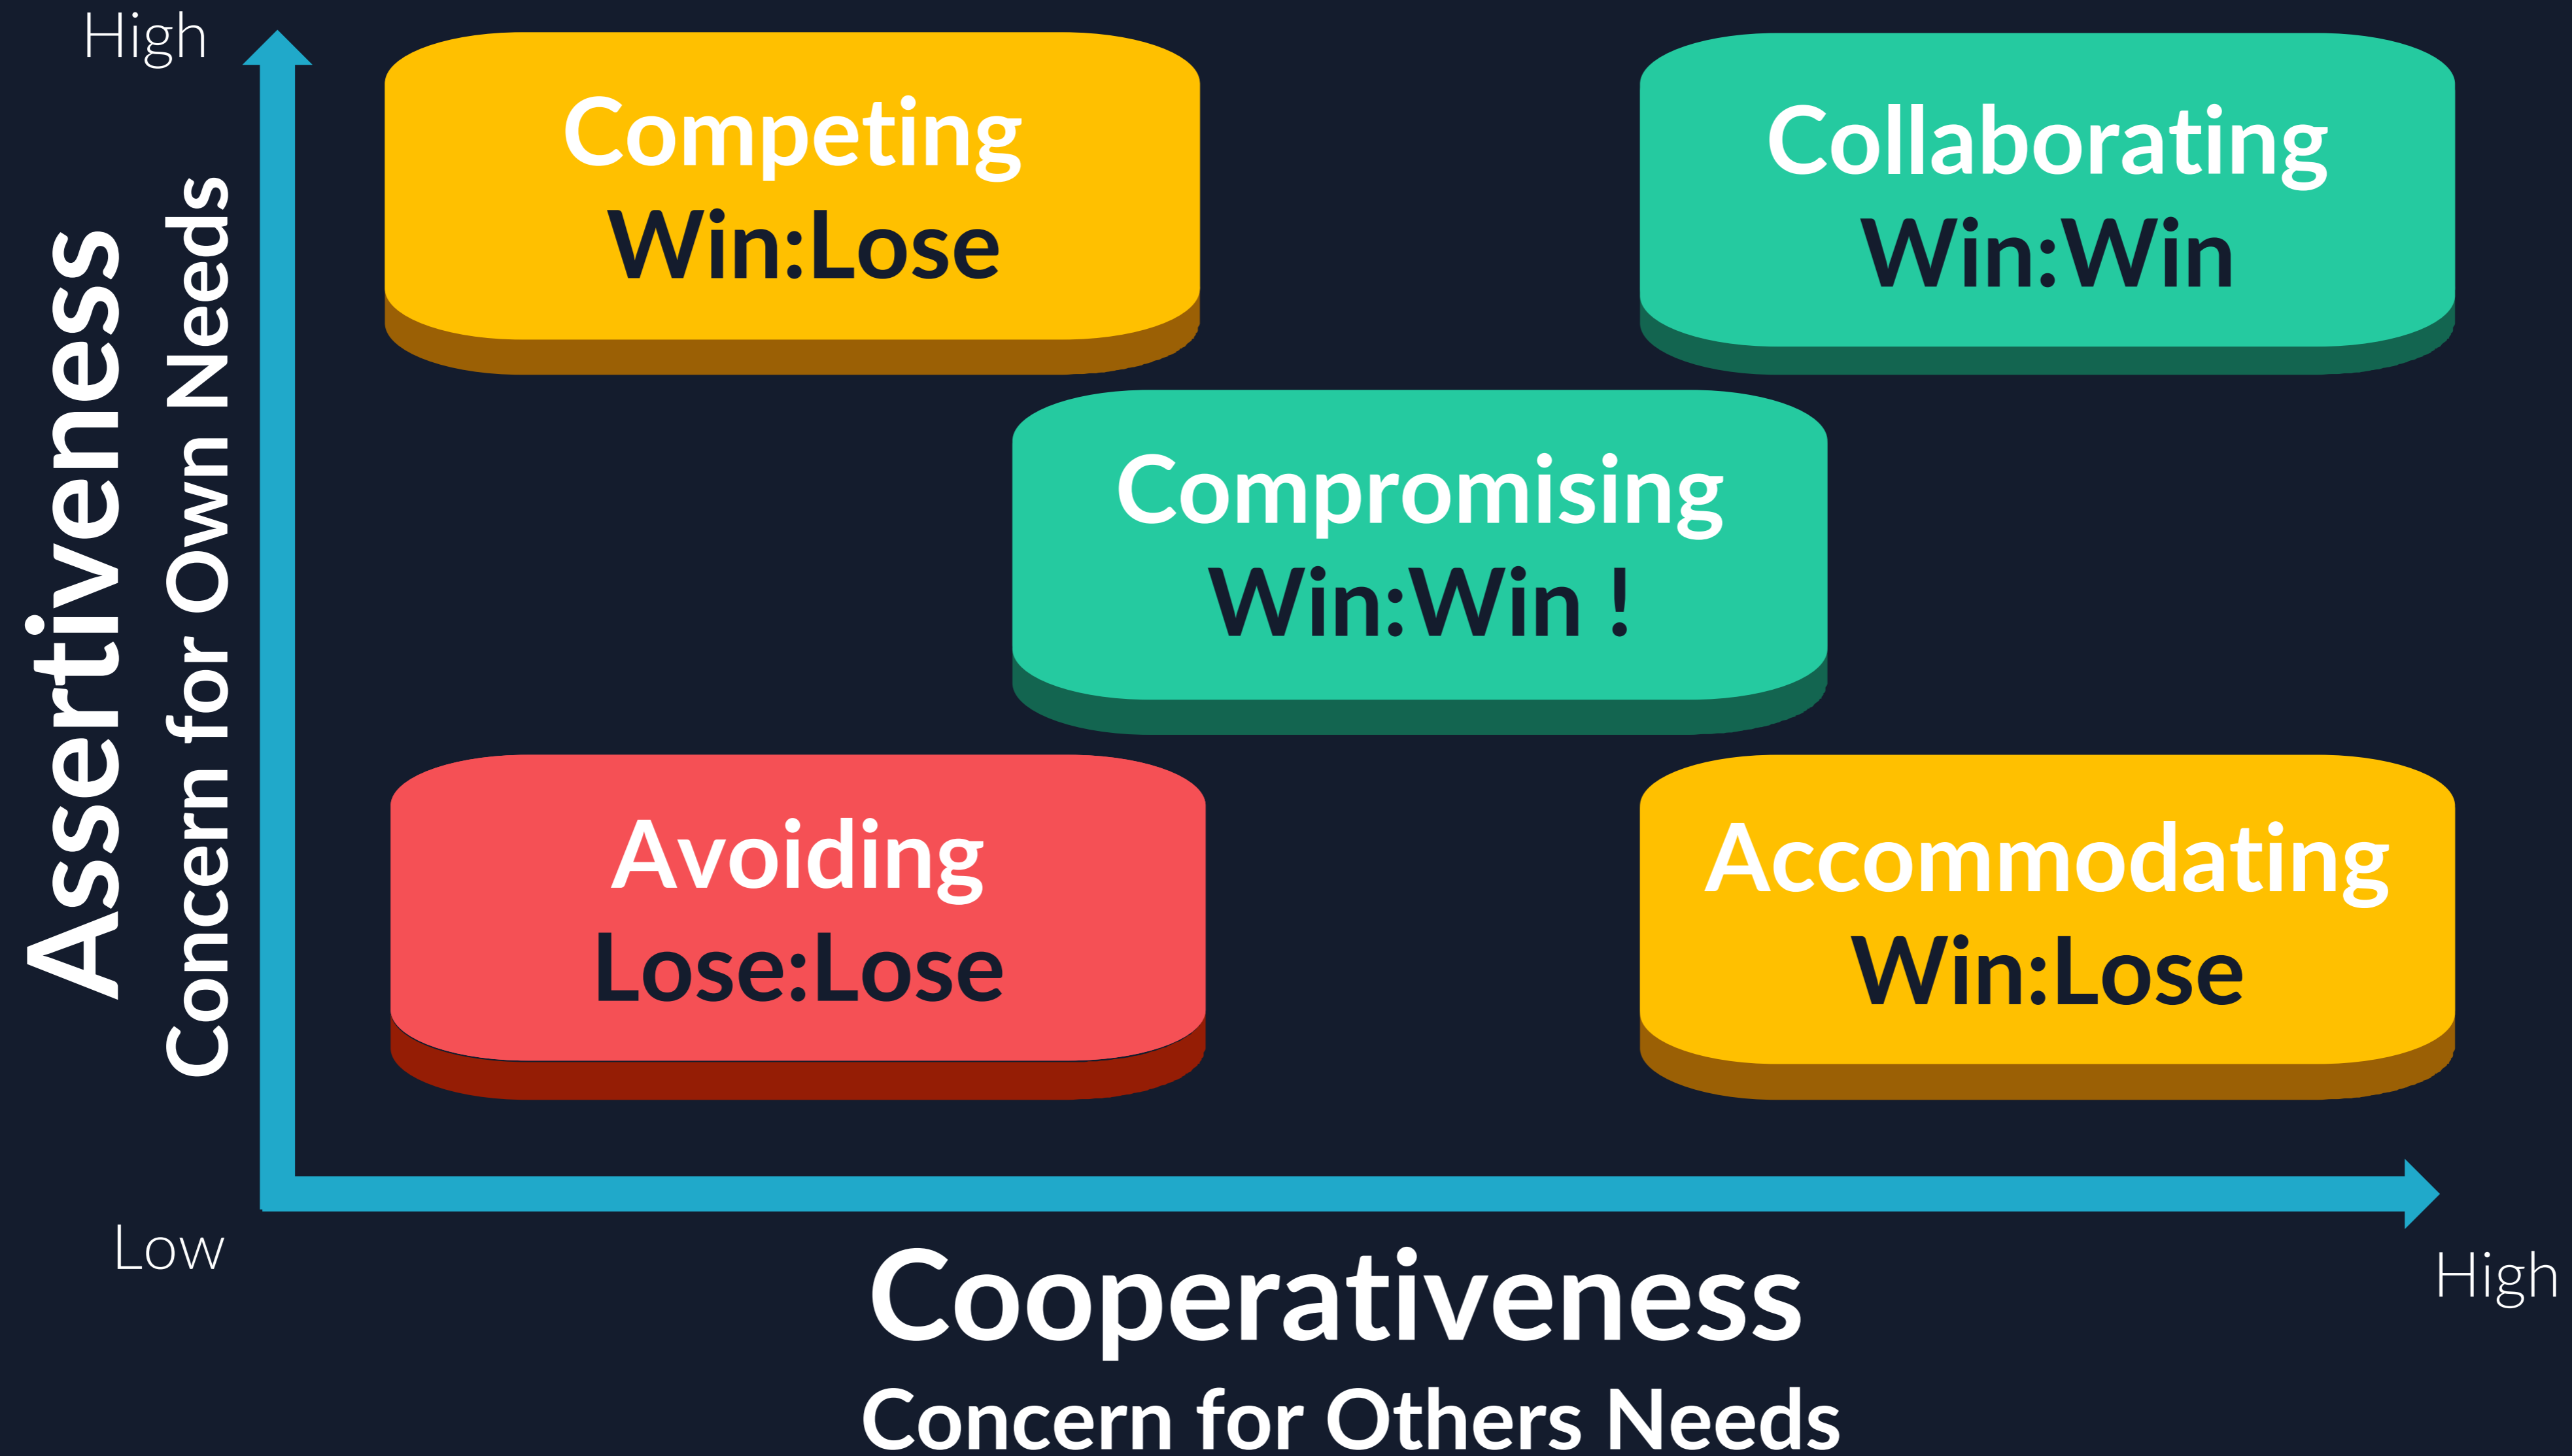 High
Assertiveness
Concern for Own Needs
Competing
Win:Lose
Collaborating
Win:Win
Compromising
Win:Win !
Avoiding
Lose:Lose
Accommodating
Win:Lose
Low
High
Cooperativeness
Concern for Others Needs